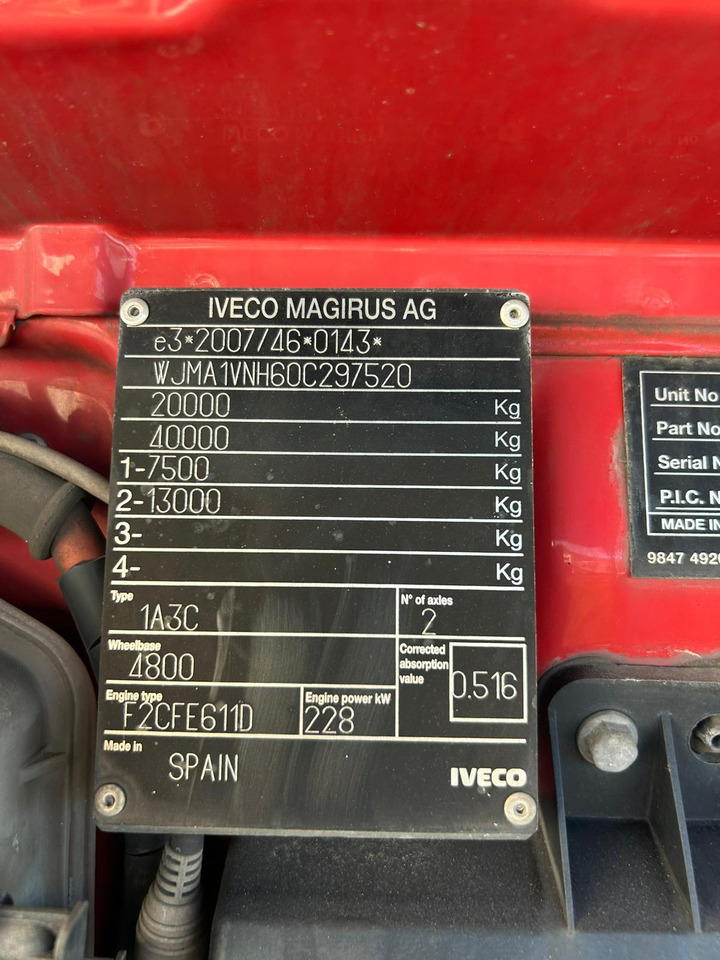 IVECO MAGIRUS AG
e3*2007/46*0143*
WJMA1VNH60C297520
20000 Kg
40000 Kg
1-7500 Kg
2-13000 Kg
3- Kg
4- Kg
Type
1A3C
N° of axles
2
Wheelbase
4800
Corrected
absorption
value
0.516
Engine type
F2CFE611D
Engine power kW
228
Made in
SPAIN
IVECO
Unit No
Part No
Serial N
P.I.C. N
MADE IN
9847 492